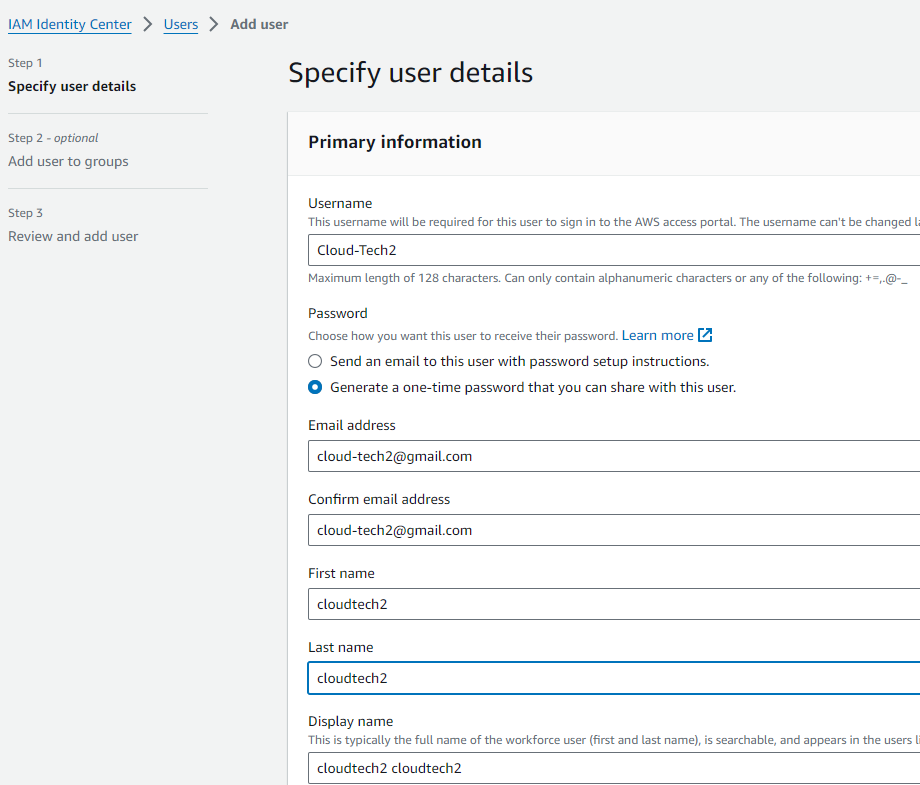 IAM Identity Center > Users > Add user
Step 1
Specify user details
Step 2 - optional
Add user to groups
Step 3
Review and add user
Specify user details
Primary information
Username
This username will be required for this user to sign in to the AWS access portal. The username can't be changed
Cloud-Tech2
Maximum length of 128 characters. Can only contain alphanumeric characters or any of the following: +=,.@-_
Password
Choose how you want this user to receive their password. Learn more
Send an email to this user with password setup instructions.
Generate a one-time password that you can share with this user.
Email address
cloud-tech2@gmail.com
Confirm email address
cloud-tech2@gmail.com
First name
cloudtech2
Last name
cloudtech2
Display name
This is typically the full name of the workforce user (first and last name), is searchable, and appears in the users
cloudtech2 cloudtech2